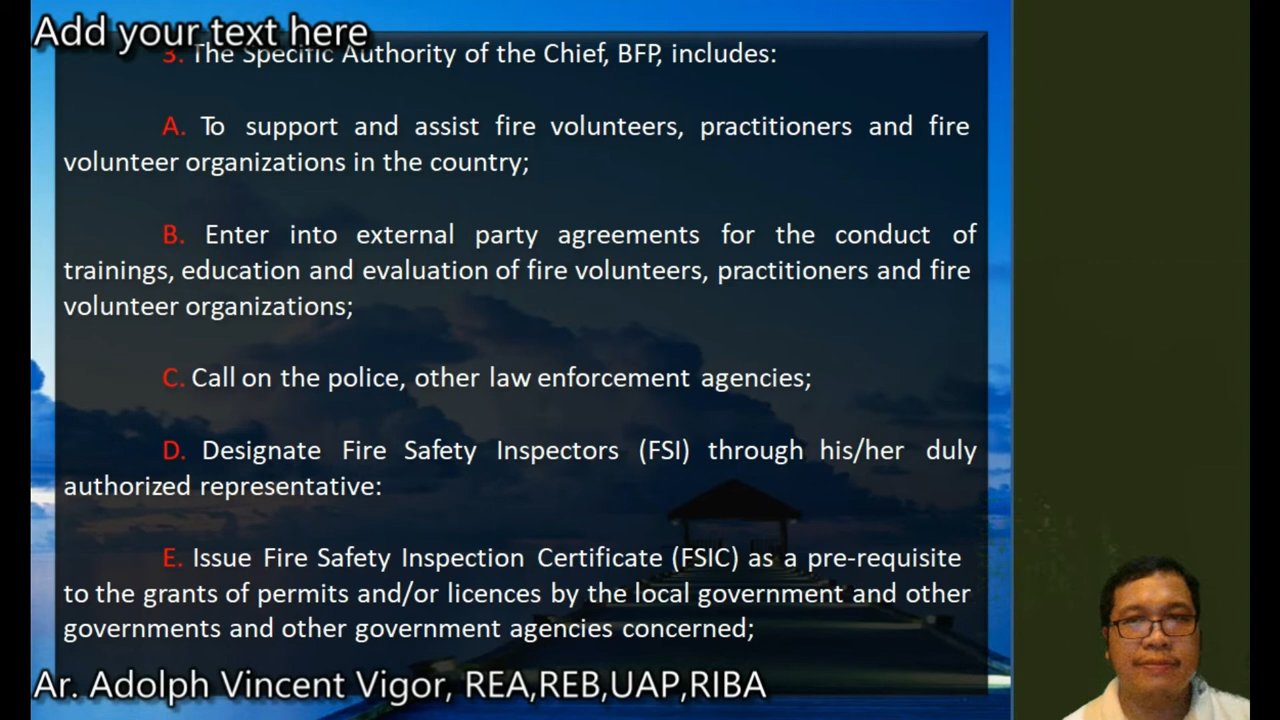 Add your text here
3. The Specific Authority of the Chief, BFP, includes:
A. To support and assist fire volunteers, practitioners and fire
volunteer organizations in the country;
B. Enter into external party agreements for the conduct of
trainings, education and evaluation of fire volunteers, practitioners and fire
volunteer organizations;
C. Call on the police, other law enforcement agencies;
D. Designate Fire Safety Inspectors (FSI) through his/her duly
authorized representative:
E. Issue Fire Safety Inspection Certificate (FSIC) as a pre-requisite
to the grants of permits and/or licences by the local government and other
governments and other government agencies concerned;
Ar. Adolph Vincent Vigor, REA,REB,UAP,RIBA